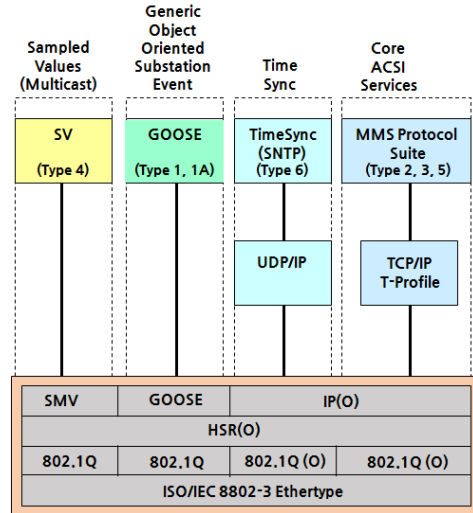 Sampled
Values
(Multicast)
Generic
Object
Oriented
Substation
Event
Time
Sync
Core
ACSI
Services
SV
(Type 4)
GOOSE
(Type 1, 1A)
TimeSync
(SNTP)
(Type 6)
MMS Protocol
Suite
(Type 2, 3, 5)
UDP/IP
TCP/IP
T-Profile
SMV
GOOSE
IP(O)
HSR(O)
802.1Q
802.1Q
802.1Q (O)
802.1Q (O)
ISO/IEC 8802-3 Ethertype